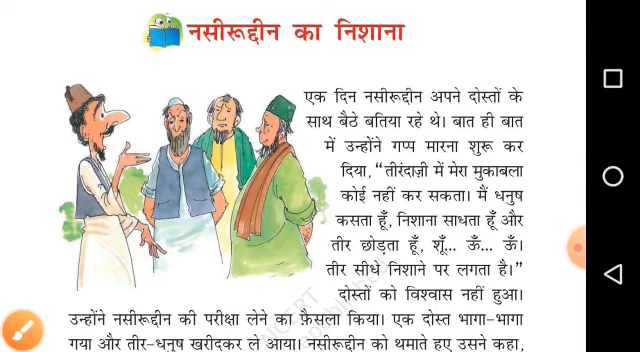 नसीरूद्दीन का निशाना
एक दिन नसीरूद्दीन अपने दोस्तों के
साथ बैठे बतिया रहे थे। बात ही बात
में उन्होंने गप्प मारना शुरू कर
दिया, “तीरंदाज़ी में मेरा मुकाबला
कोई नहीं कर सकता। मैं धनुष
कसता हूँ, निशाना साधता हूँ और
तीर छोड़ता हूँ, शूँ... ऊँ... ऊँ।
तीर सीधे निशाने पर लगता है।”
दोस्तों को विश्वास नहीं हुआ।
उन्होंने नसीरूद्दीन की परीक्षा लेने का फ़ैसला किया। एक दोस्त भागा-भागा
गया और तीर-धनुष खरीदकर ले आया। नसीरूद्दीन को थमाते हुए उसने कहा,